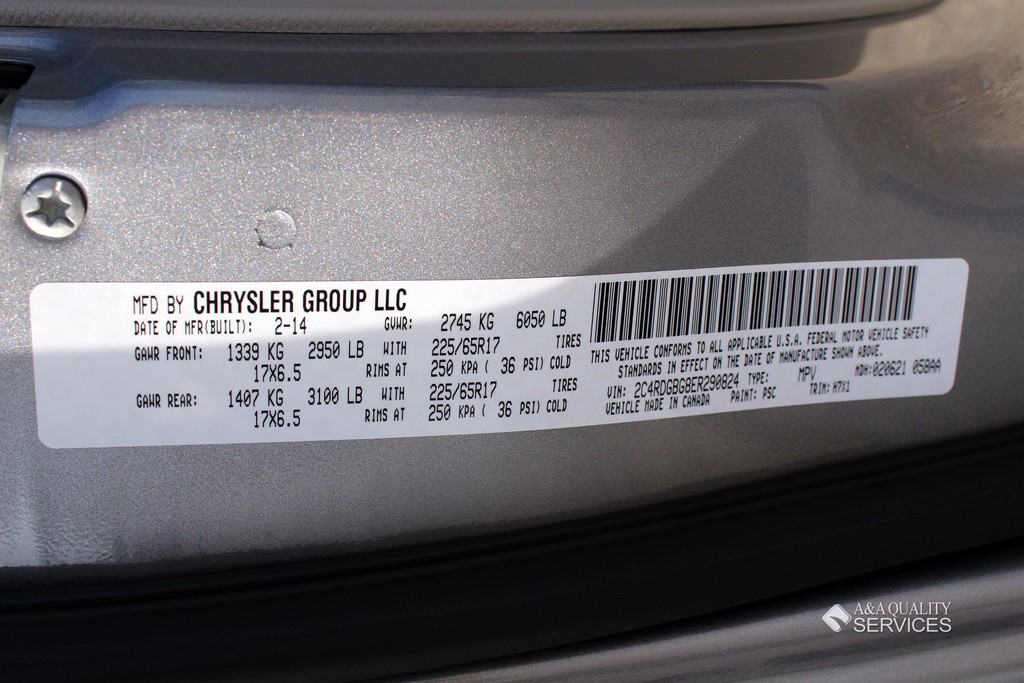 MFD BY CHRYSLER GROUP LLC
DATE OF MFR(BUILT): 2-14 GVWR: 2745 KG 6050 LB
GAWR FRONT: 1339 KG 2950 LB WITH 225/65R17 TIRES
17X6.5 RIMS AT 250 KPA ( 36 PSI) COLD
GAWR REAR: 1407 KG 3100 LB WITH 225/65R17 TIRES
17X6.5 RIMS AT 250 KPA ( 36 PSI) COLD
THIS VEHICLE CONFORMS TO ALL APPLICABLE U.S.A. FEDERAL MOTOR VEHICLE SAFETY
STANDARDS IN EFFECT ON THE DATE OF MANUFACTURE SHOWN ABOVE.
VIN: 2C4RDGBG8ER290824 TYPE: MPV MDH:020621 058AA
VEHICLE MADE IN CANADA PAINT: PSC TRIM: H7X1
A&A QUALITY
SERVICES